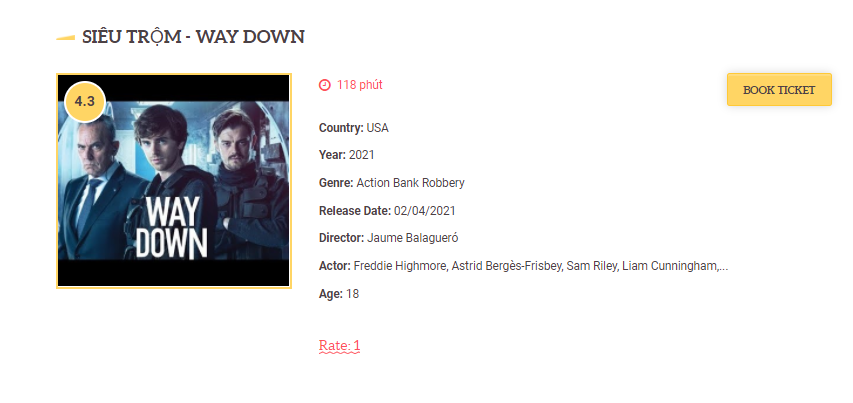 SIÊU TRỘM - WAY DOWN
4.3
WAY
DOWN
118 phút
BOOK TICKET
Country: USA
Year: 2021
Genre: Action Bank Robbery
Release Date: 02/04/2021
Director: Jaume Balagueró
Actor: Freddie Highmore, Astrid Bergès-Frisbey, Sam Riley, Liam Cunningham,...
Age: 18
Rate: 1